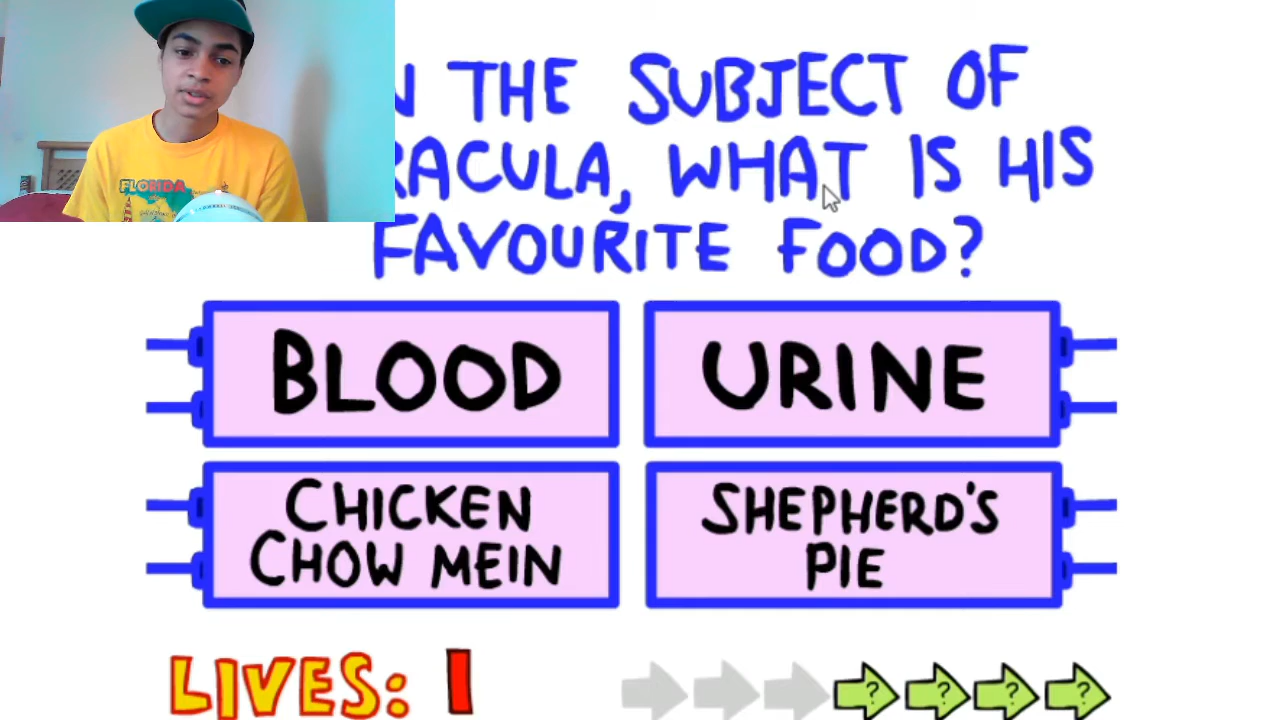 N THE SUBJECT OF
RACULA, WHAT IS HIS
FAVOURITE FOOD?
BLOOD
URINE
CHICKEN
CHOW MEIN
SHEPHERD'S
PIE
LIVES: 1
? ? ? ?
FLORIDA